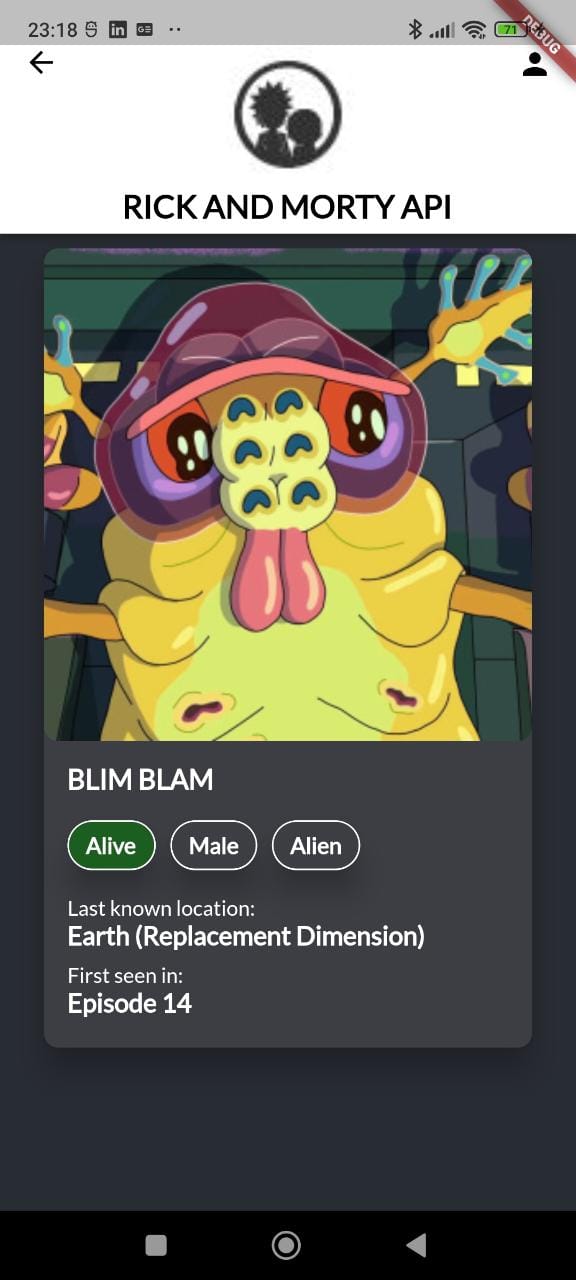 23:18
in
GE
71
DEBUG
RICK AND MORTY API
BLIM BLAM
Alive Male Alien
Last known location:
Earth (Replacement Dimension)
First seen in:
Episode 14